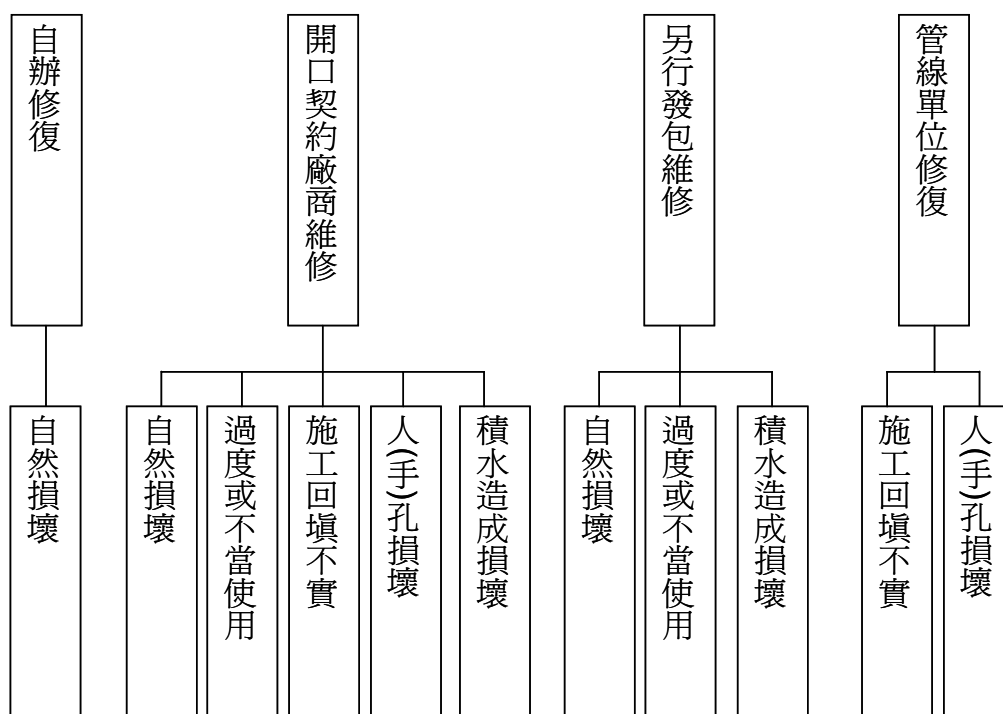 自辦修復
開口契約廠商維修
另行發包維修
管線單位修復
自然損壞
自然損壞
過度或不當使用
施工回填不實
人(手)孔損壞
積水造成損壞
自然損壞
過度或不當使用
積水造成損壞
施工回填不實
人(手)孔損壞